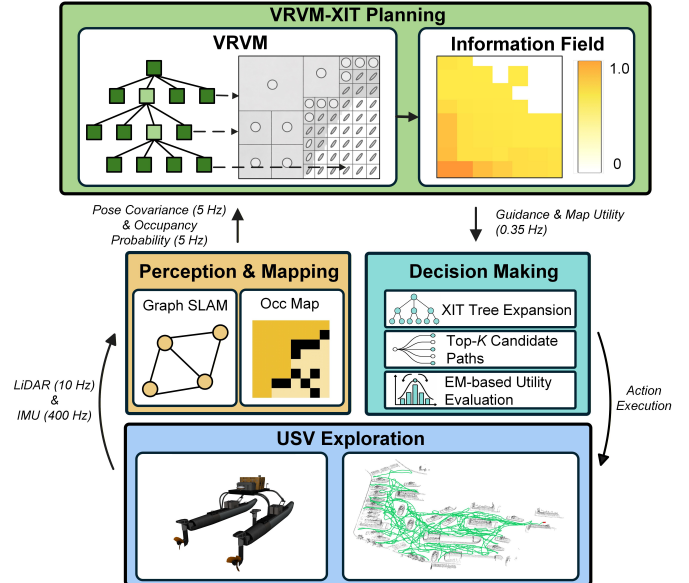 VRVM-XIT Planning
VRVM
Information Field
1.0
0
Pose Covariance (5 Hz)
& Occupancy
Probability (5 Hz)
Guidance & Map Utility
(0.35 Hz)
Perception & Mapping
Graph SLAM
Occ Map
Decision Making
XIT Tree Expansion
Top-K Candidate
Paths
EM-based Utility
Evaluation
LiDAR (10 Hz)
&
IMU (400 Hz)
Action
Execution
USV Exploration